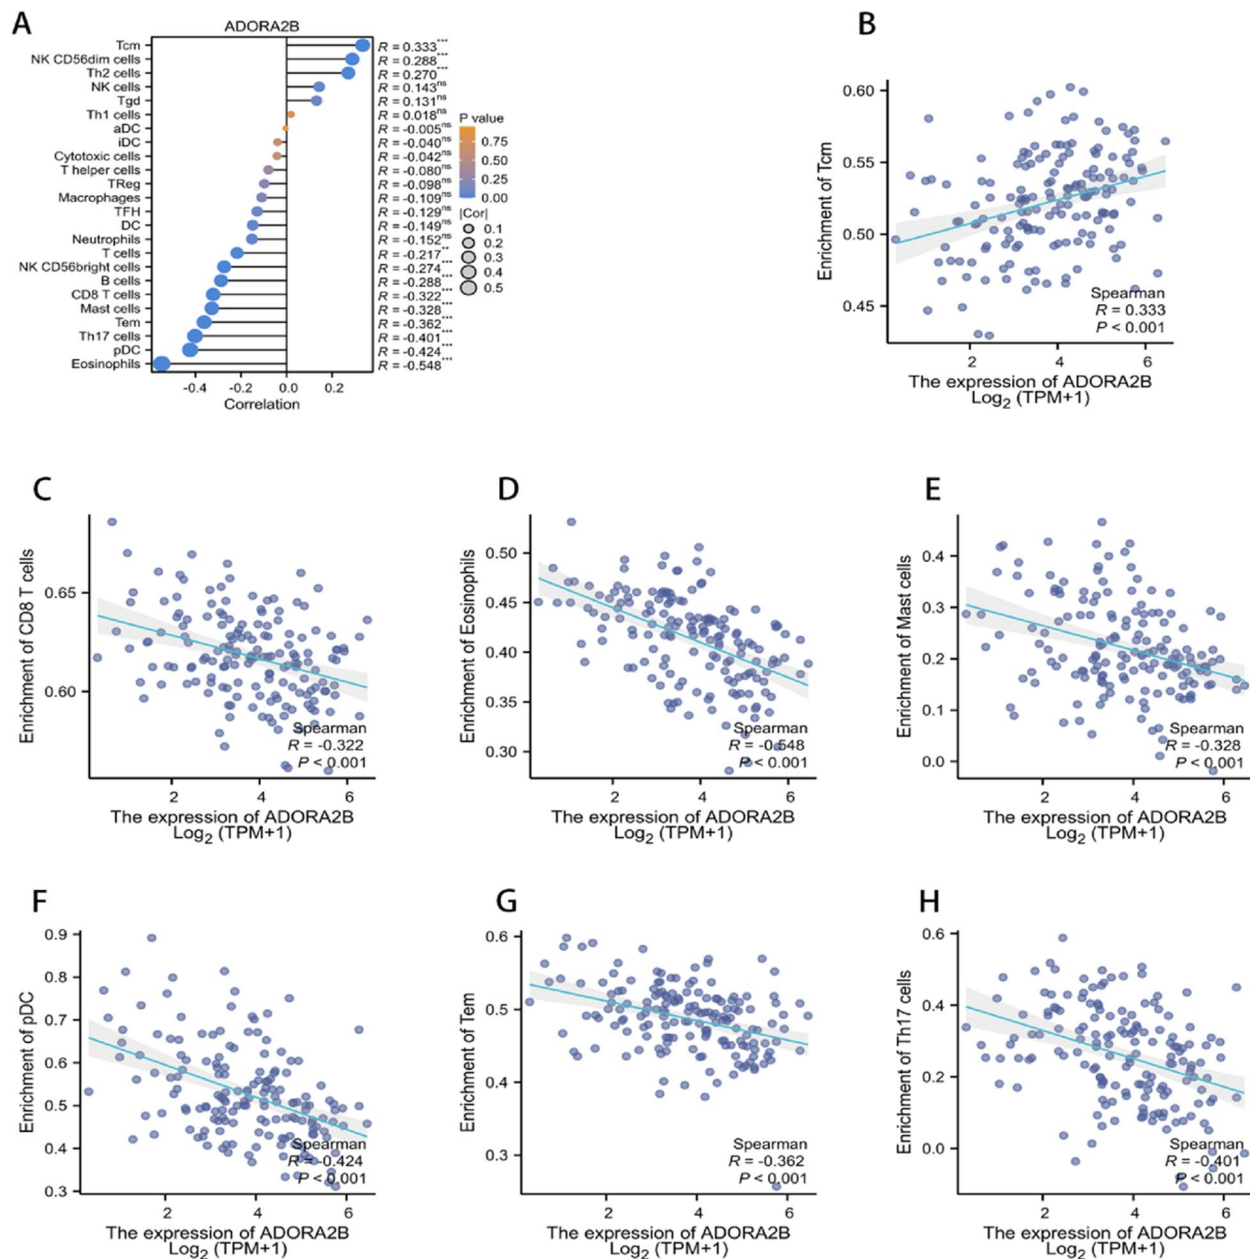 A
ADORA2B
Tcm R = 0.333***
NK CD56dim cells R = 0.288***
Th2 cells R = 0.270***
NK cells R = 0.143ns
Tgd R = 0.131ns
Th1 cells R = 0.018ns
aDC R = -0.005ns
iDC R = -0.040ns
Cytotoxic cells R = -0.042ns
T helper cells R = -0.080ns
TReg R = -0.098ns
Macrophages R = -0.109ns
TFH R = -0.129ns
DC R = -0.149ns
Neutrophils R = -0.152ns
T cells R = -0.217**
NK CD56bright cells R = -0.274***
B cells R = -0.288***
CD8 T cells R = -0.322***
Mast cells R = -0.328***
Tem R = -0.362***
Th17 cells R = -0.401***
pDC R = -0.424***
Eosinophils R = -0.548***
-0.4 -0.2 0.0 0.2
Correlation
P value
0.75
0.50
0.25
0.00
|Cor|
0.1
0.2
0.3
0.4
0.5
B
Enrichment of Tcm
0.60
0.55
0.50
0.45
Spearman
R = 0.333
P < 0.001
2 4 6
The expression of ADORA2B
Log2 (TPM+1)
C
Enrichment of CD8 T cells
0.65
0.60
Spearman
R = -0.322
P < 0.001
2 4 6
The expression of ADORA2B
Log2 (TPM+1)
D
Enrichment of Eosinophils
0.50
0.45
0.40
0.35
0.30
Spearman
R = -0.548
P < 0.001
2 4 6
The expression of ADORA2B
Log2 (TPM+1)
E
Enrichment of Mast cells
0.4
0.3
0.2
0.1
0.0
Spearman
R = -0.328
P < 0.001
2 4 6
The expression of ADORA2B
Log2 (TPM+1)
F
Enrichment of pDC
0.9
0.8
0.7
0.6
0.5
0.4
0.3
Spearman
R = -0.424
P < 0.001
2 4 6
The expression of ADORA2B
Log2 (TPM+1)
G
Enrichment of Tem
0.6
0.5
0.4
0.3
Spearman
R = -0.362
P < 0.001
2 4 6
The expression of ADORA2B
Log2 (TPM+1)
H
Enrichment of Th17 cells
0.6
0.4
0.2
0.0
Spearman
R = -0.401
P < 0.001
2 4 6
The expression of ADORA2B
Log2 (TPM+1)